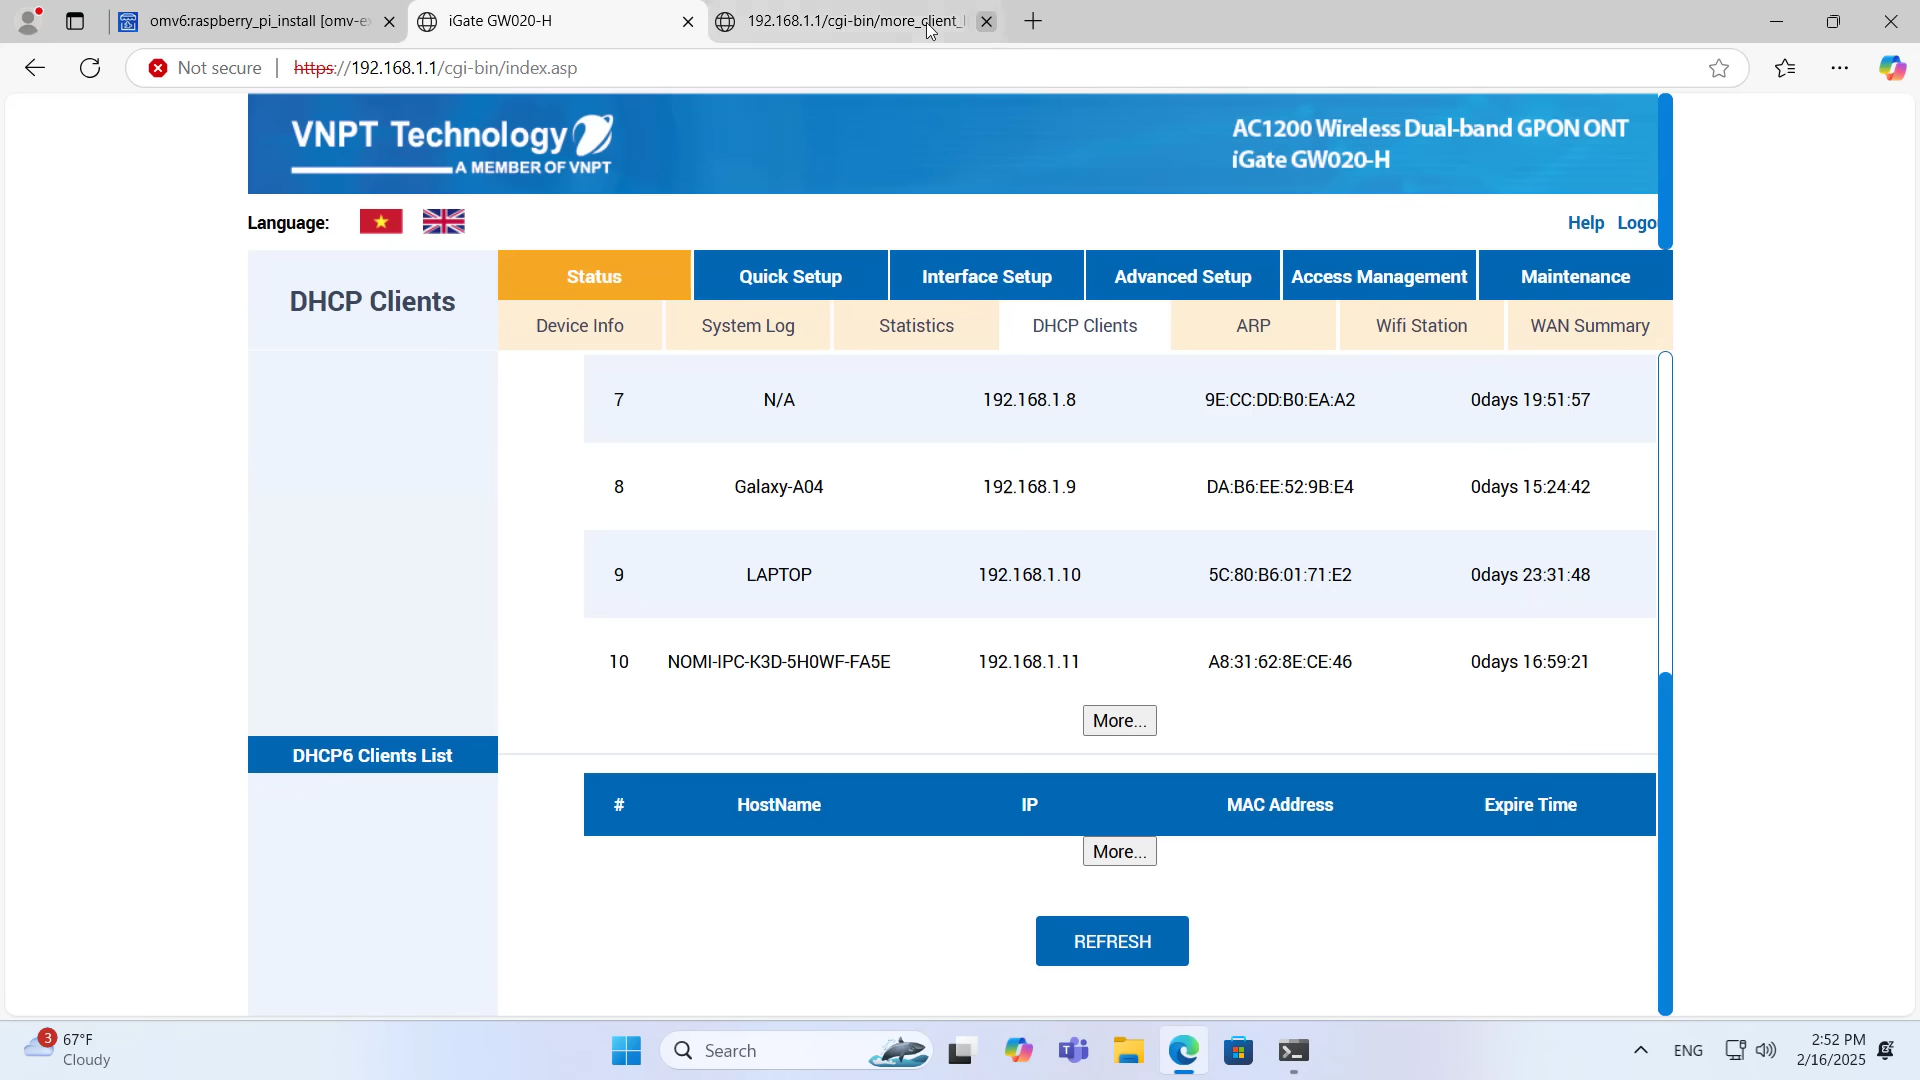 omv6:raspberry_pi_install [omv-e
iGate GW020-H
192.168.1.1/cgi-bin/more_client_
Not secure
https://192.168.1.1/cgi-bin/index.asp
VNPT Technology
A MEMBER OF VNPT
AC1200 Wireless Dual-band GPON ONT
iGate GW020-H
Language:
Help Logo
DHCP Clients
Status Quick Setup Interface Setup Advanced Setup Access Management Maintenance
Device Info System Log Statistics DHCP Clients ARP Wifi Station WAN Summary
7 N/A 192.168.1.8 9E:CC:DD:B0:EA:A2 0days 19:51:57
8 Galaxy-A04 192.168.1.9 DA:B6:EE:52:9B:E4 0days 15:24:42
9 LAPTOP 192.168.1.10 5C:80:B6:01:71:E2 0days 23:31:48
10 NOMI-IPC-K3D-5H0WF-FA5E 192.168.1.11 A8:31:62:8E:CE:46 0days 16:59:21
More...
DHCP6 Clients List
# HostName IP MAC Address Expire Time
More...
REFRESH
3
67°F
Cloudy
Search
ENG
2:52 PM
2/16/2025